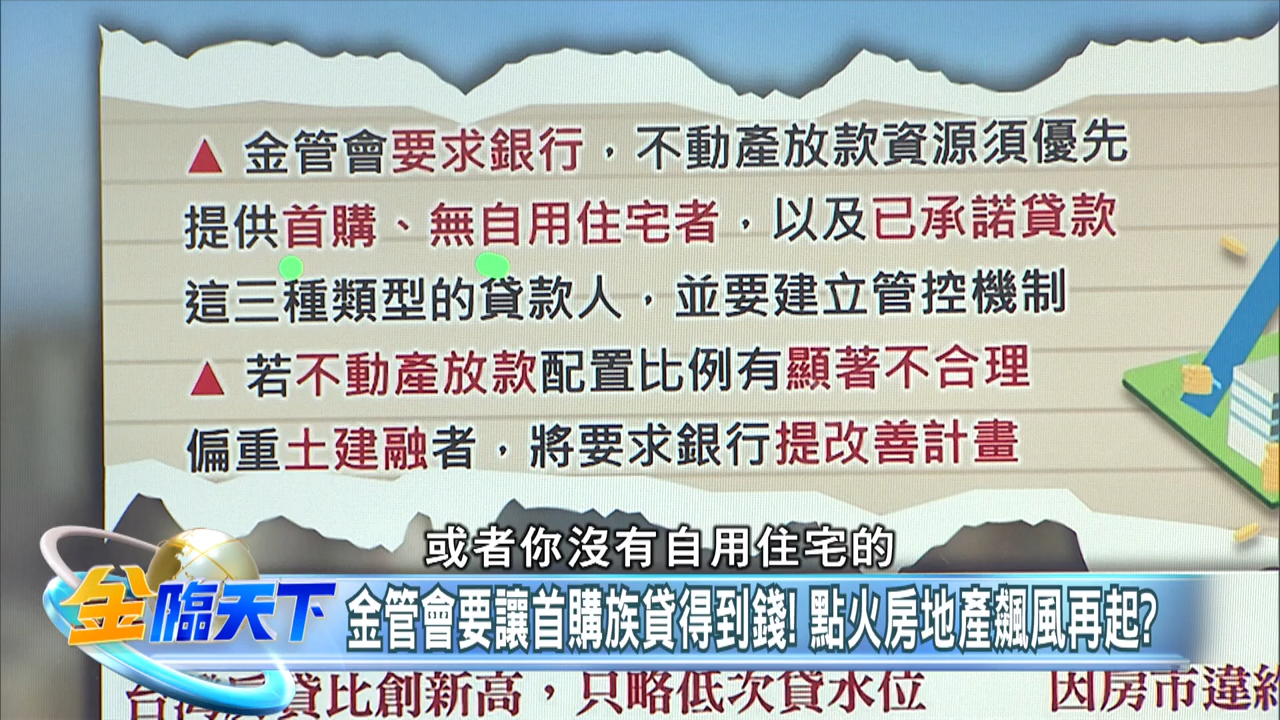 ▲ 金管會要求銀行，不動產放款資源須優先
提供首購、無自用住宅者，以及已承諾貸款
這三種類型的貸款人，並要建立管控機制
▲ 若不動產放款配置比例有顯著不合理
偏重土建融者，將要求銀行提改善計畫
或者你沒有自用住宅的
金臨天下
金管會要讓首購族貸得到錢! 點火房地產飆風再起?
台灣房貸比創新高，只略低次貸水位
因房市違約